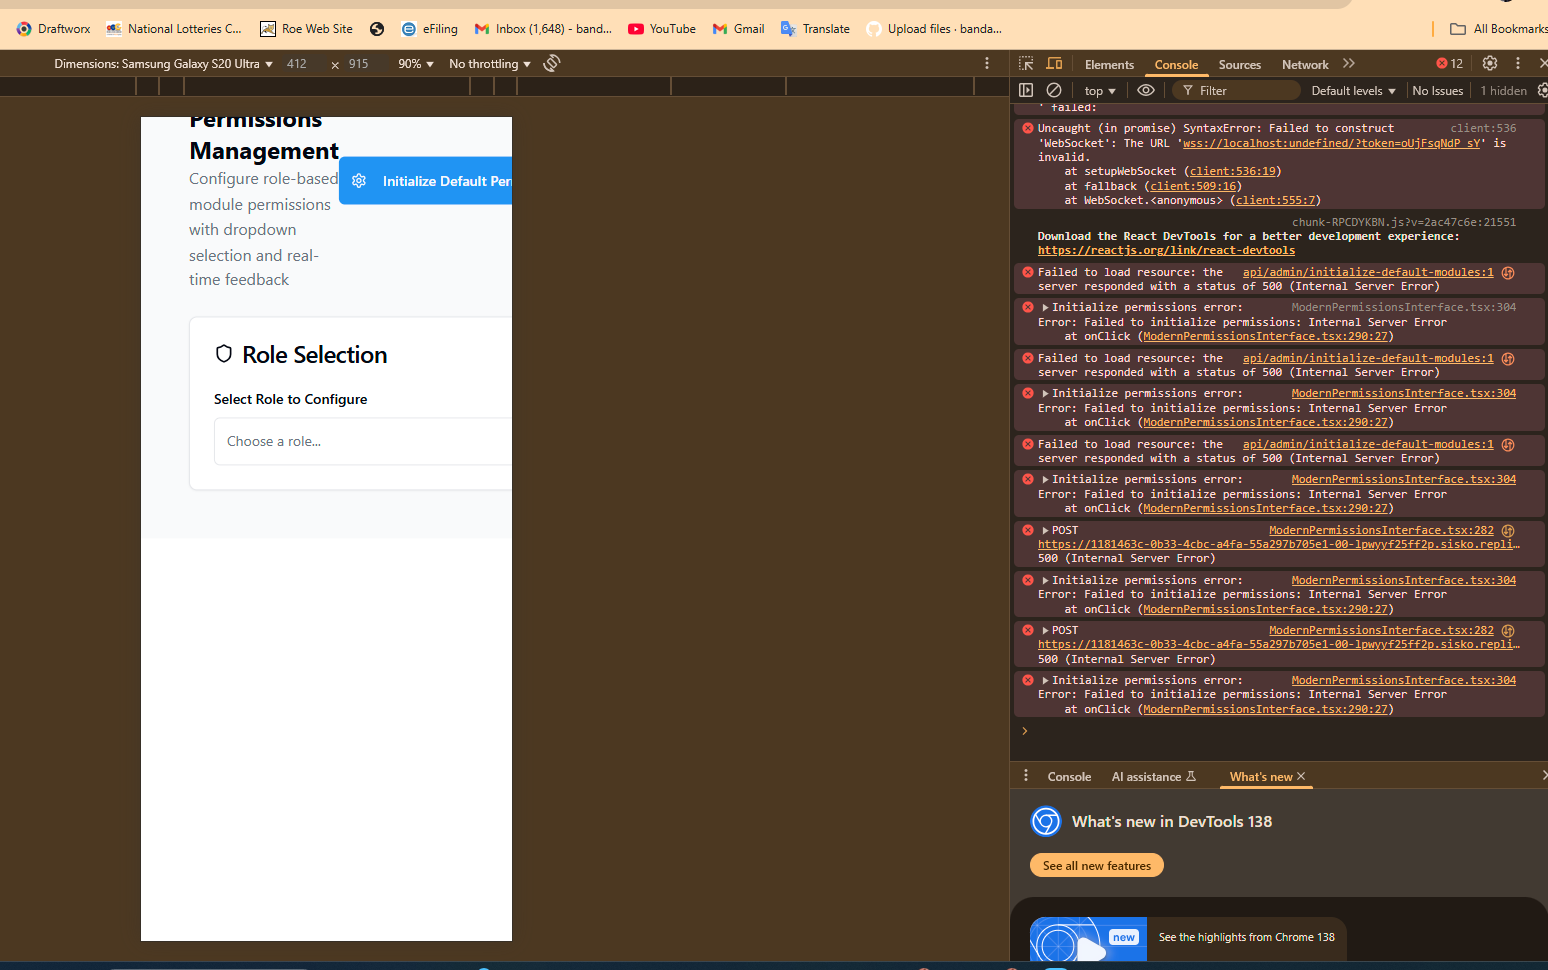 Draftworx
National Lotteries C...
Roe Web Site
eFiling
Inbox (1,648) - band...
YouTube
Gmail
Translate
Upload files · banda...
All Bookmarks
Dimensions: Samsung Galaxy S20 Ultra
412
×
915
90%
No throttling
Elements
Console
Sources
Network
12
top
Filter
Default levels
No Issues
1 hidden
Permissions
Management
Configure role-based
module permissions
with dropdown
selection and real-
time feedback
Initialize Default Per
Role Selection
Select Role to Configure
Choose a role...
' failed:
Uncaught (in promise) SyntaxError: Failed to construct client:536
'WebSocket': The URL 'wss://localhost:undefined/?token=oUjFsqNdP_sY' is
invalid.
at setupWebSocket (client:536:19)
at fallback (client:509:16)
at WebSocket.<anonymous> (client:555:7)
chunk-RPCDYKBN.js?v=2ac47c6e:21551
Download the React DevTools for a better development experience:
https://reactjs.org/link/react-devtools
Failed to load resource: the api/admin/initialize-default-modules:1
server responded with a status of 500 (Internal Server Error)
Initialize permissions error: ModernPermissionsInterface.tsx:304
Error: Failed to initialize permissions: Internal Server Error
at onClick (ModernPermissionsInterface.tsx:290:27)
Failed to load resource: the api/admin/initialize-default-modules:1
server responded with a status of 500 (Internal Server Error)
Initialize permissions error: ModernPermissionsInterface.tsx:304
Error: Failed to initialize permissions: Internal Server Error
at onClick (ModernPermissionsInterface.tsx:290:27)
Failed to load resource: the api/admin/initialize-default-modules:1
server responded with a status of 500 (Internal Server Error)
Initialize permissions error: ModernPermissionsInterface.tsx:304
Error: Failed to initialize permissions: Internal Server Error
at onClick (ModernPermissionsInterface.tsx:290:27)
POST ModernPermissionsInterface.tsx:282
https://1181463c-0b33-4cbc-a4fa-55a297b705e1-00-1pwyyf25ff2p.sisko.repli…
500 (Internal Server Error)
Initialize permissions error: ModernPermissionsInterface.tsx:304
Error: Failed to initialize permissions: Internal Server Error
at onClick (ModernPermissionsInterface.tsx:290:27)
POST ModernPermissionsInterface.tsx:282
https://1181463c-0b33-4cbc-a4fa-55a297b705e1-00-1pwyyf25ff2p.sisko.repli…
500 (Internal Server Error)
Initialize permissions error: ModernPermissionsInterface.tsx:304
Error: Failed to initialize permissions: Internal Server Error
at onClick (ModernPermissionsInterface.tsx:290:27)
Console
AI assistance
What's new
What's new in DevTools 138
See all new features
new
See the highlights from Chrome 138